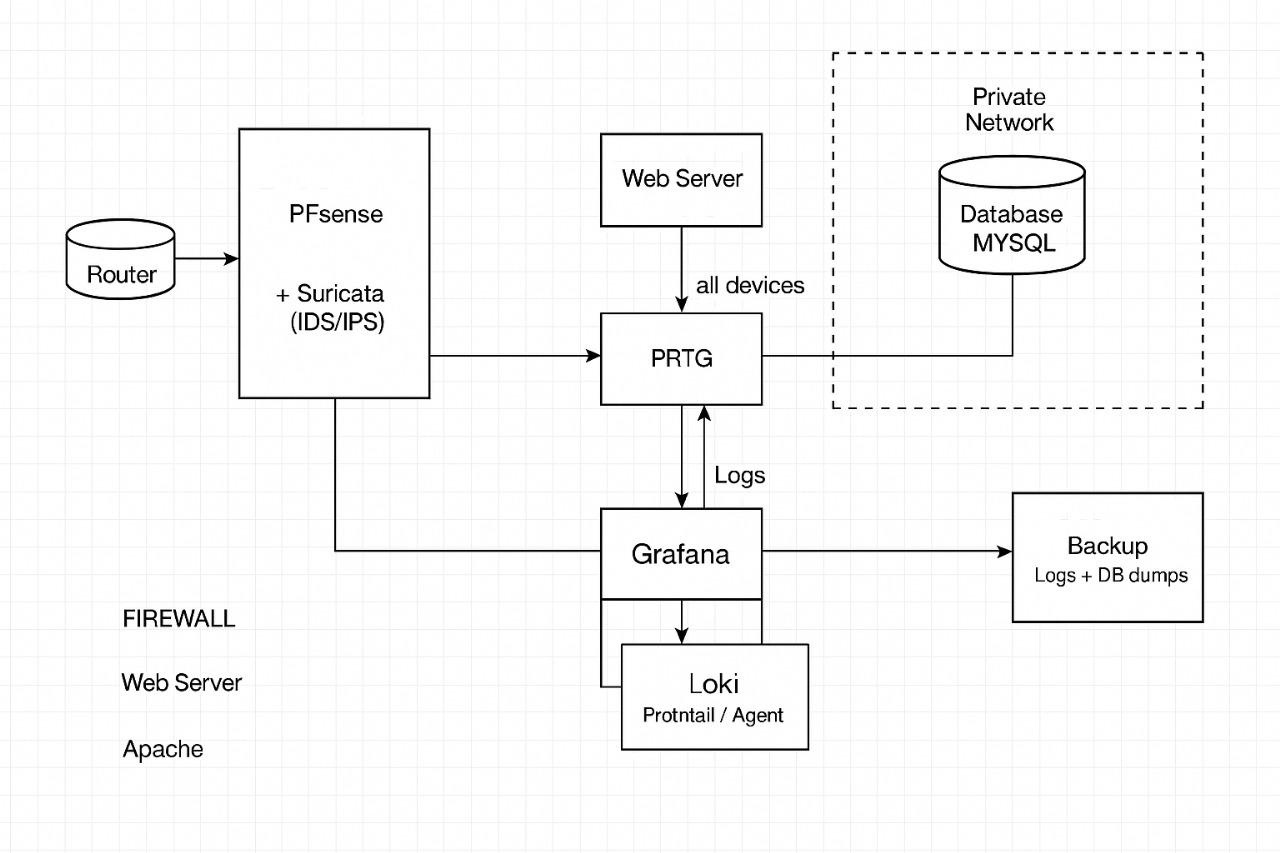 Private
Network
Web Server
PFsense
Database
MYSQL
Router
+ Suricata
(IDS/IPS)
all devices
PRTG
Logs
Grafana
Backup
Logs + DB dumps
FIREWALL
Web Server
Loki
Protntail / Agent
Apache